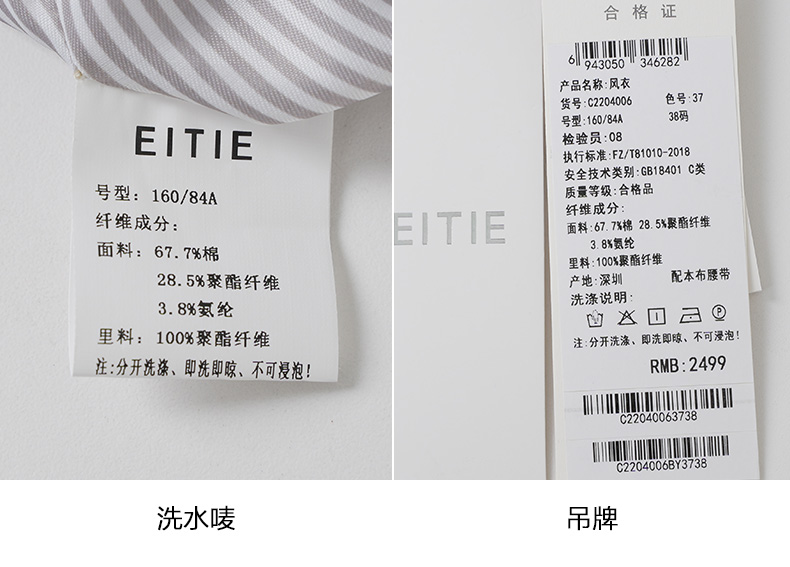 EITIE
号型：160/84A
纤维成分：
面料：67.7%棉
28.5%聚酯纤维
3.8%氨纶
里料：100%聚酯纤维
注:分开洗涤、即洗即晾、不可浸泡!
洗水唛
EITIE
合格证
6 943050 346282
产品名称:风衣
货号:C2204006 色号:37
号型:160/84A 38码
检验员:08
执行标准:FZ/T81010-2018
安全技术类别:GB18401 C类
质量等级:合格品
纤维成分:
面料:67.7%棉 28.5%聚酯纤维
3.8%氨纶
里料:100%聚酯纤维
产地:深圳 配本布腰带
洗涤说明:
注:分开洗涤、即洗即晾、不可浸泡!
RMB:2499
C22040063738
C2204006BY3738
吊牌